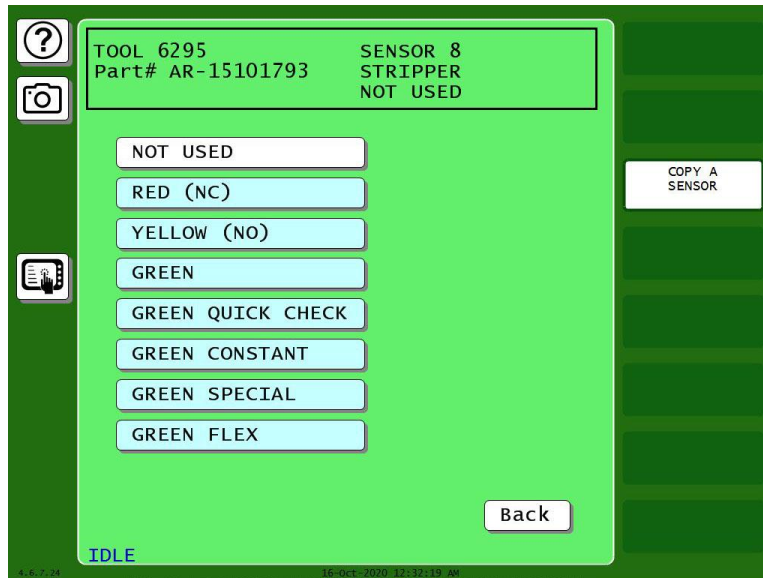 ?
TOOL 6295
Part# AR-15101793
SENSOR 8
STRIPPER
NOT USED
NOT USED
RED (NC)
YELLOW (NO)
GREEN
GREEN QUICK CHECK
GREEN CONSTANT
GREEN SPECIAL
GREEN FLEX
COPY A
SENSOR
Back
IDLE
4.6.7.24
16-Oct-2020 12:32:19 AM